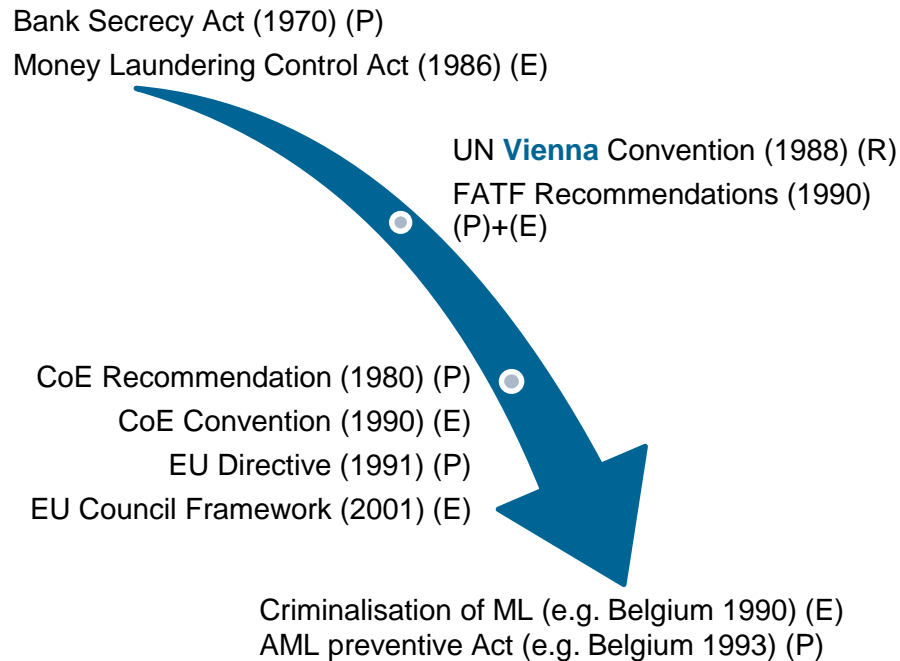 Bank Secrecy Act (1970) (P)
Money Laundering Control Act (1986) (E)
UN Vienna Convention (1988) (R)
FATF Recommendations (1990)
(P)+(E)
CoE Recommendation (1980) (P)
CoE Convention (1990) (E)
EU Directive (1991) (P)
EU Council Framework (2001) (E)
Criminalisation of ML (e.g. Belgium 1990) (E)
AML preventive Act (e.g. Belgium 1993) (P)